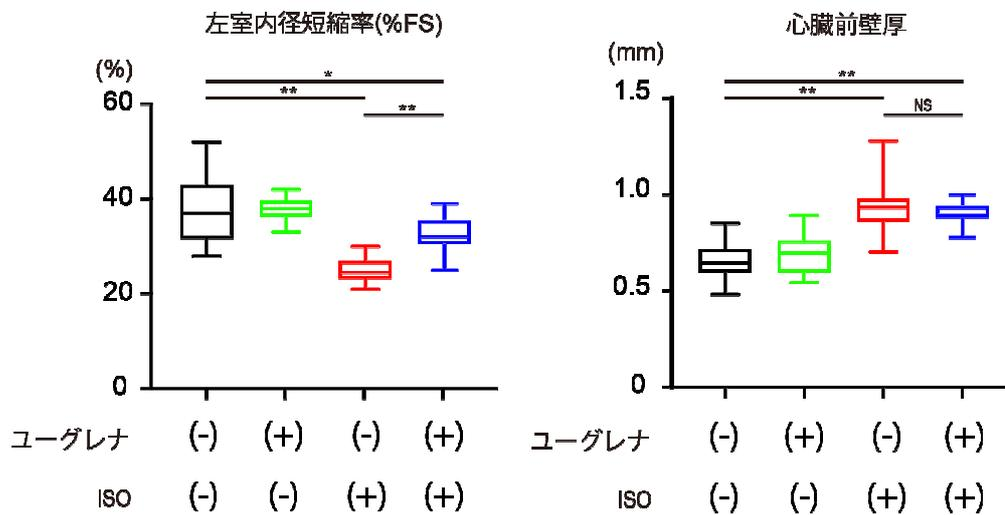 左室内径短縮率(%FS)
(%)
*
**
**
60
40
20
0
ユーグレナ (-) (+) (-) (+)
ISO (-) (-) (+) (+)
心臓前壁厚
(mm)
**
**
NS
1.5
1.0
0.5
0
ユーグレナ (-) (+) (-) (+)
ISO (-) (-) (+) (+)